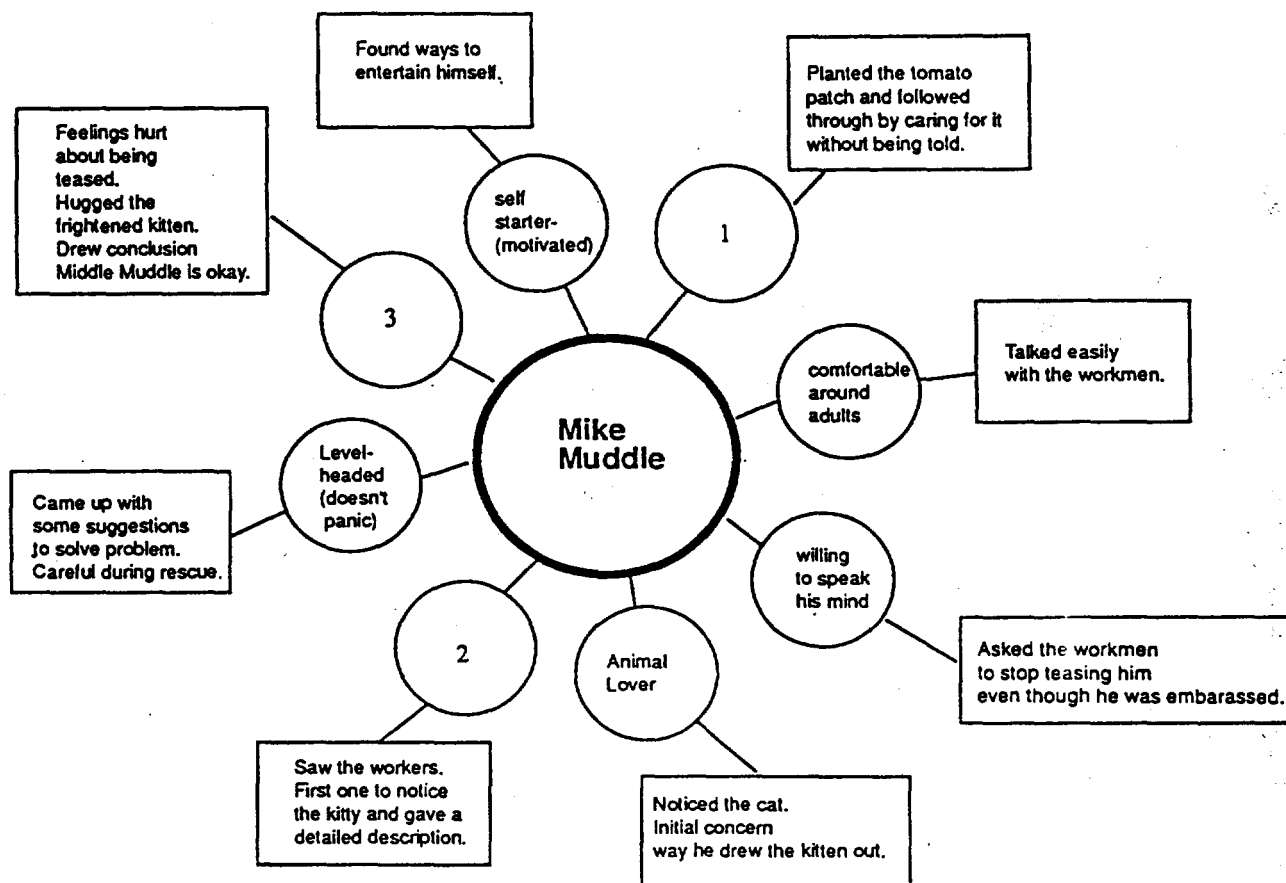 Found ways to
entertain himself.
Planted the tomato
patch and followed
through by caring for it
without being told.
Feelings hurt
about being
teased.
Hugged the
frightened kitten.
Drew conclusion
Middle Muddle is okay.
self
starter-
(motivated)
1
3
comfortable
around
adults
Talked easily
with the workmen.
Mike
Muddle
Level-
headed
(doesn't
panic)
Came up with
some suggestions
to solve problem.
Careful during rescue.
willing
to speak
his mind
2
Animal
Lover
Asked the workmen
to stop teasing him
even though he was embarassed.
Saw the workers.
First one to notice
the kitty and gave a
detailed description.
Noticed the cat.
Initial concern
way he drew the kitten out.